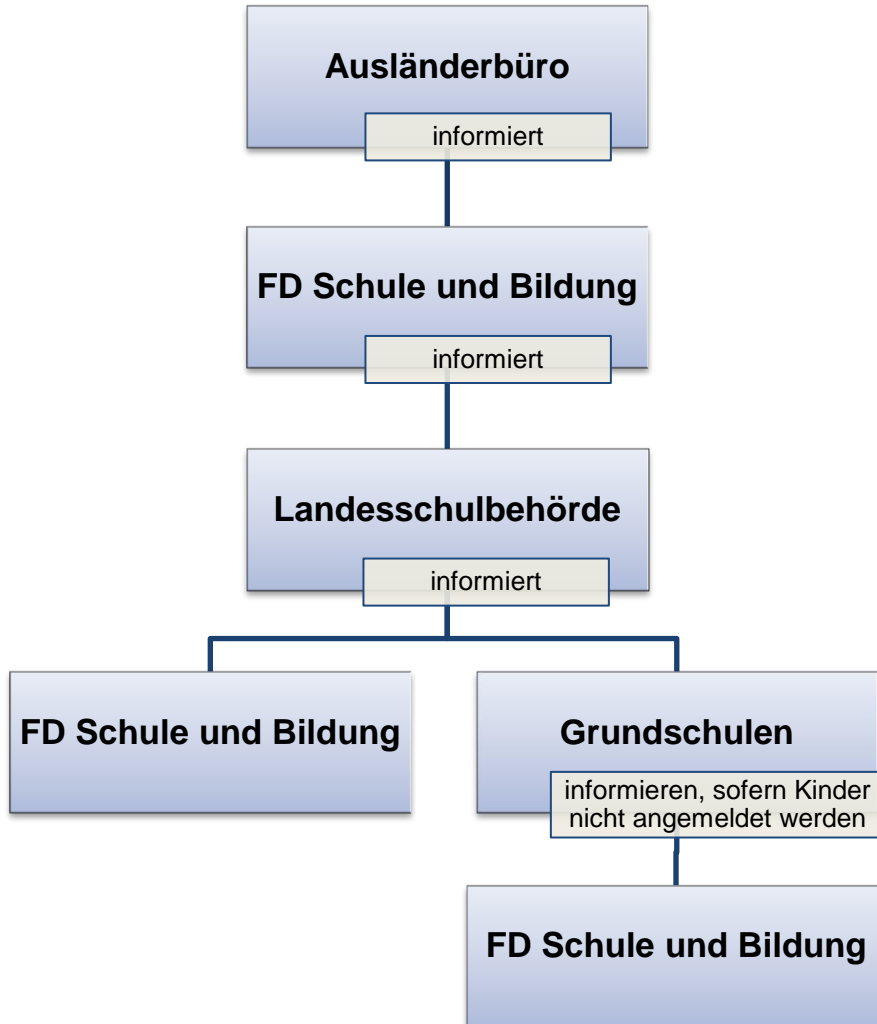 Ausländerbüro
informiert
FD Schule und Bildung
informiert
Landesschulbehörde
informiert
FD Schule und Bildung
Grundschulen
informieren, sofern Kinder
nicht angemeldet werden
FD Schule und Bildung